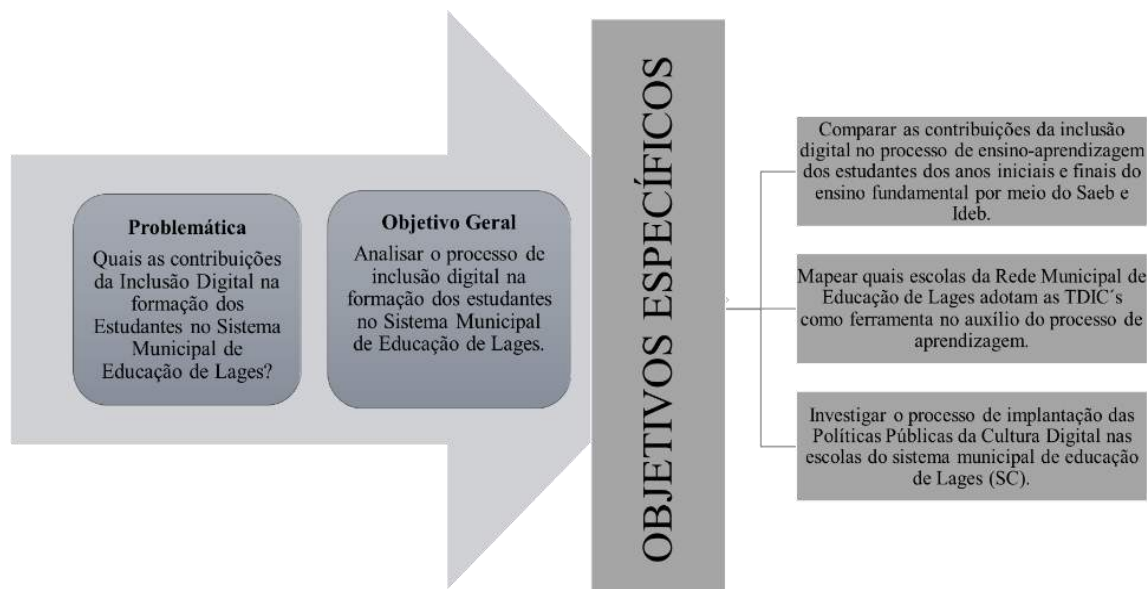 Problemática
Quais as contribuições
da Inclusão Digital na
formação dos
Estudantes no Sistema
Municipal de
Educação de Lages?
Objetivo Geral
Analisar o processo de
inclusão digital na
formação dos estudantes
no Sistema Municipal
de Educação de Lages.
OBJETIVOS ESPECÍFICOS
Comparar as contribuições da inclusão
digital no processo de ensino-aprendizagem
dos estudantes dos anos iniciais e finais do
ensino fundamental por meio do Saeb e
Ideb.
Mapear quais escolas da Rede Municipal de
Educação de Lages adotam as TDIC´s
como ferramenta no auxílio do processo de
aprendizagem.
Investigar o processo de implantação das
Políticas Públicas da Cultura Digital nas
escolas do sistema municipal de educação
de Lages (SC).